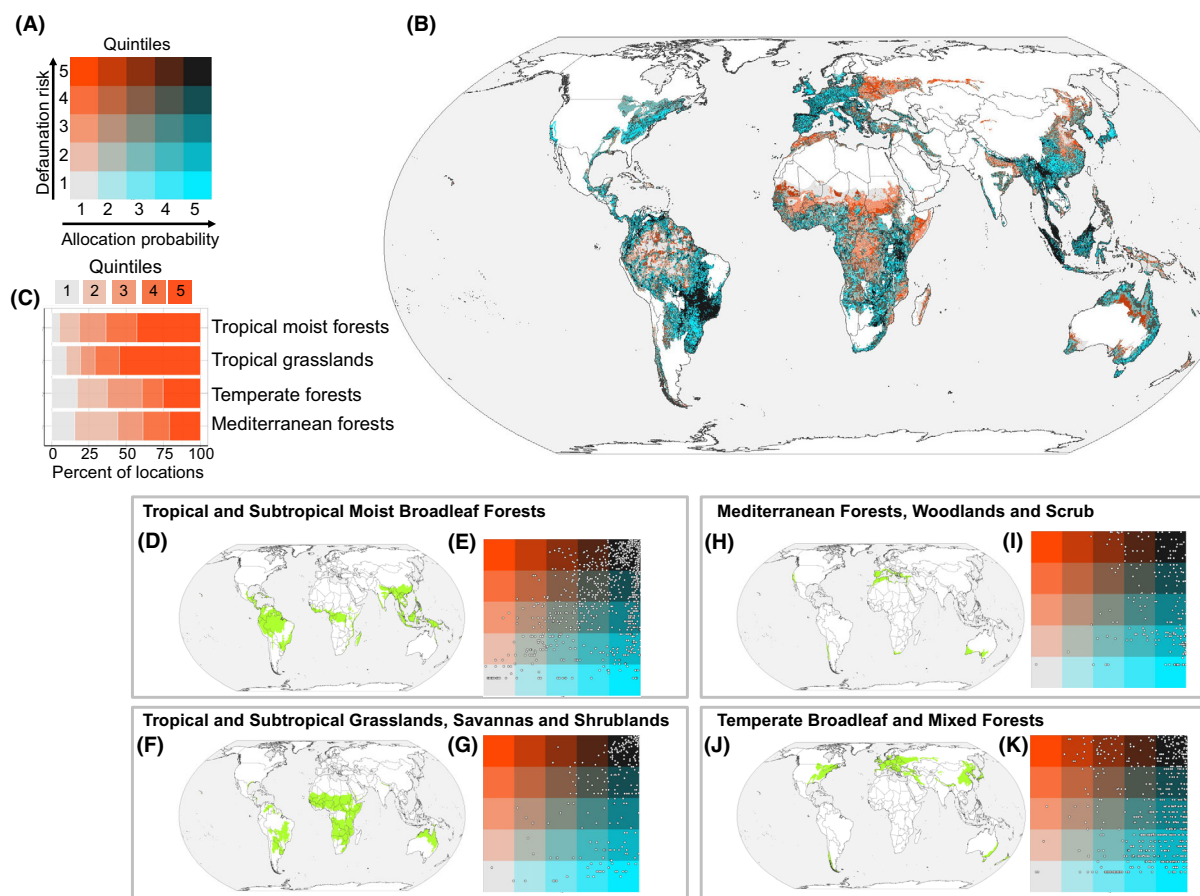 (A)
Quintiles
Defaunation risk
5
4
3
2
1
1 2 3 4 5
Allocation probability
(B)
Quintiles
(C)
1 2 3 4 5
Tropical moist forests
Tropical grasslands
Temperate forests
Mediterranean forests
0 25 50 75 100
Percent of locations
Tropical and Subtropical Moist Broadleaf Forests
(D)
(E)
Mediterranean Forests, Woodlands and Scrub
(H)
(I)
Tropical and Subtropical Grasslands, Savannas and Shrublands
(F)
(G)
Temperate Broadleaf and Mixed Forests
(J)
(K)